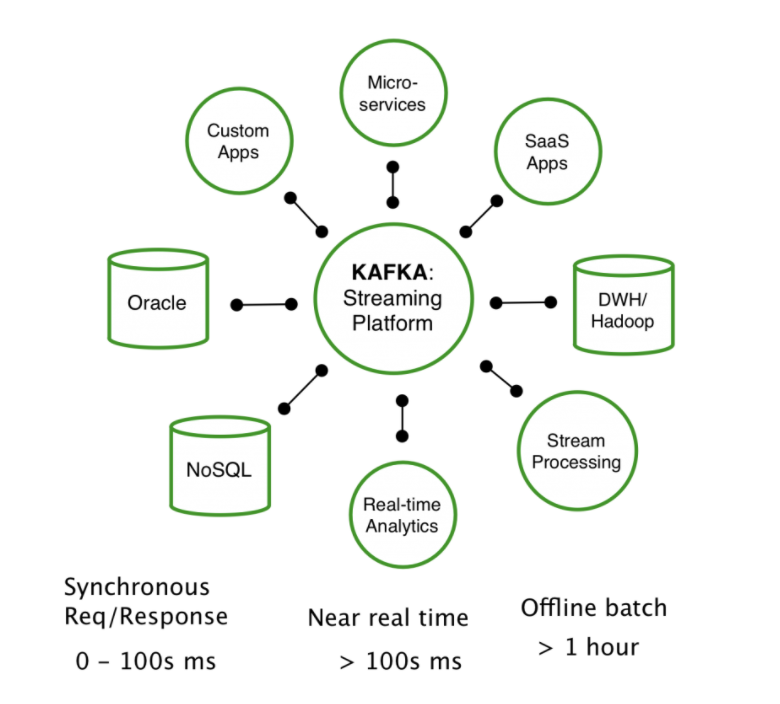 Micro-
services
Custom
Apps
SaaS
Apps
KAFKA:
Streaming
Platform
Oracle
DWH/
Hadoop
NoSQL
Stream
Processing
Real-time
Analytics
Synchronous
Req/Response
0 – 100s ms
Near real time
> 100s ms
Offline batch
> 1 hour